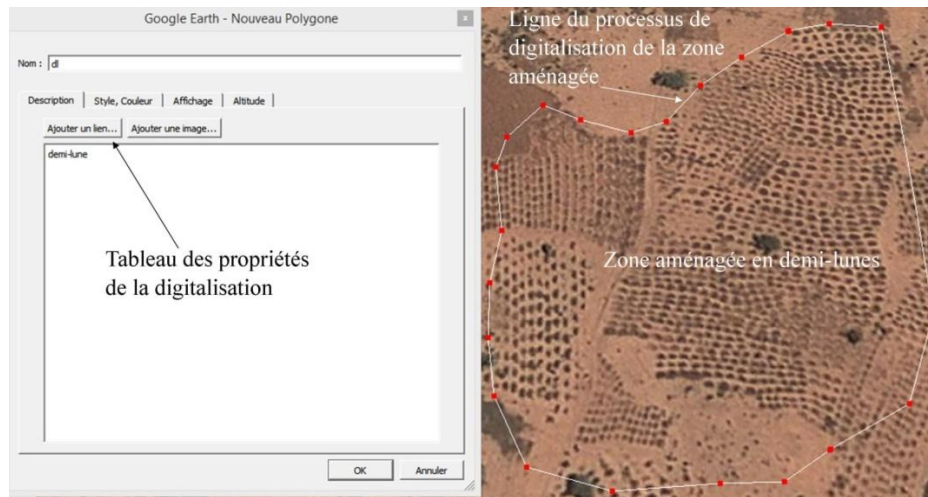 Google Earth - Nouveau Polygone
x
Nom : dl
Description
Style, Couleur
Affichage
Altitude
Ajouter un lien...
Ajouter une image...
demi-lune
Tableau des propriétés
de la digitalisation
OK
Annuler
Ligne du processus de
digitalisation de la zone
aménagée
Zone aménagée en demi-lunes